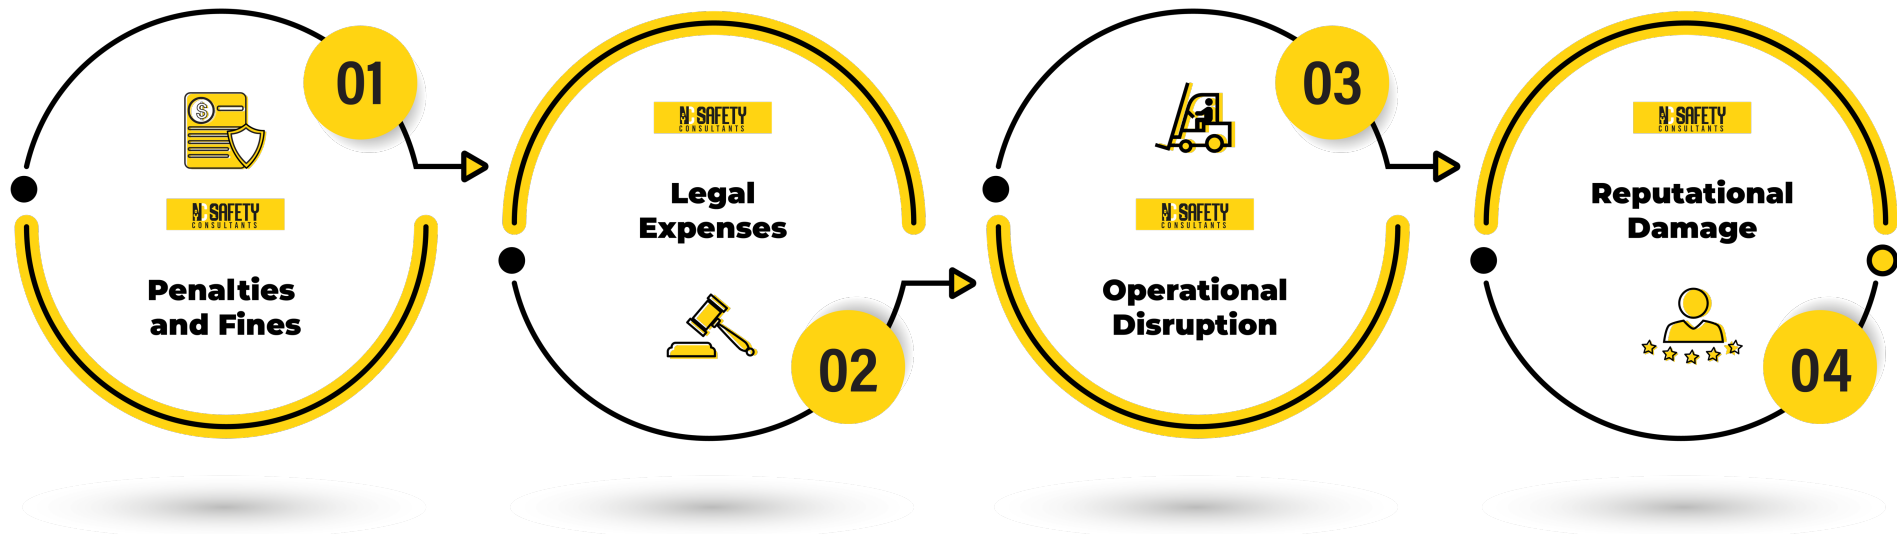 01
$
SAFETY
CONSULTANTS
Penalties
and Fines
SAFETY
CONSULTANTS
Legal
Expenses
02
03
SAFETY
CONSULTANTS
Operational
Disruption
SAFETY
CONSULTANTS
Reputational
Damage
04